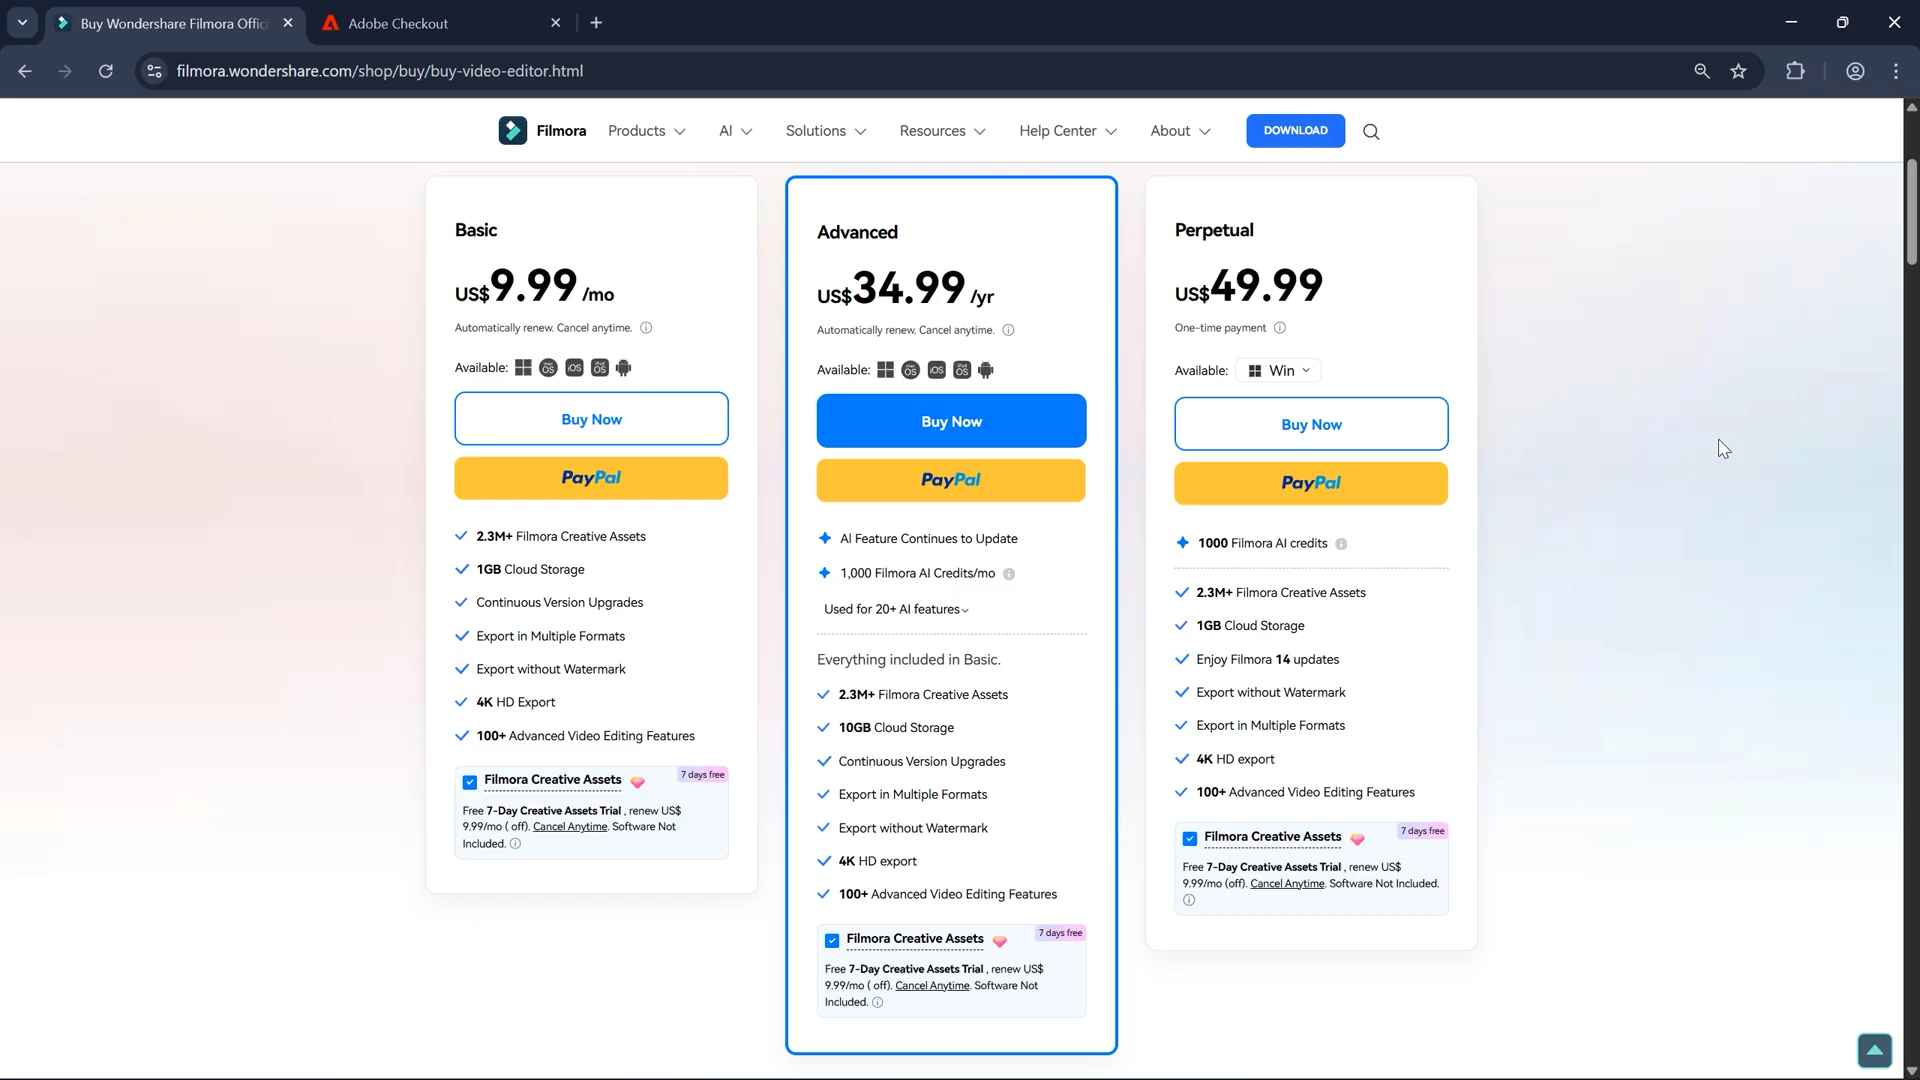 Buy Wondershare Filmora Offic
Adobe Checkout
filmora.wondershare.com/shop/buy/buy-video-editor.html
Filmora
Products
AI
Solutions
Resources
Help Center
About
DOWNLOAD
Basic
US$9.99/mo
Automatically renew. Cancel anytime.
Available:
Buy Now
PayPal
2.3M+ Filmora Creative Assets
1GB Cloud Storage
Continuous Version Upgrades
Export in Multiple Formats
Export without Watermark
4K HD Export
100+ Advanced Video Editing Features
Filmora Creative Assets
7 days free
Free 7-Day Creative Assets Trial , renew US$
9.99/mo ( off). Cancel Anytime. Software Not
Included.
Advanced
US$34.99/yr
Automatically renew. Cancel anytime.
Available:
Buy Now
PayPal
AI Feature Continues to Update
1,000 Filmora AI Credits/mo
Used for 20+ AI features
Everything included in Basic.
2.3M+ Filmora Creative Assets
10GB Cloud Storage
Continuous Version Upgrades
Export in Multiple Formats
Export without Watermark
4K HD export
100+ Advanced Video Editing Features
Filmora Creative Assets
7 days free
Free 7-Day Creative Assets Trial , renew US$
9.99/mo ( off). Cancel Anytime. Software Not
Included.
Perpetual
US$49.99
One-time payment
Available:
Win
Buy Now
PayPal
1000 Filmora AI credits
2.3M+ Filmora Creative Assets
1GB Cloud Storage
Enjoy Filmora 14 updates
Export without Watermark
Export in Multiple Formats
4K HD export
100+ Advanced Video Editing Features
Filmora Creative Assets
7 days free
Free 7-Day Creative Assets Trial , renew US$
9.99/mo (off). Cancel Anytime. Software Not Included.